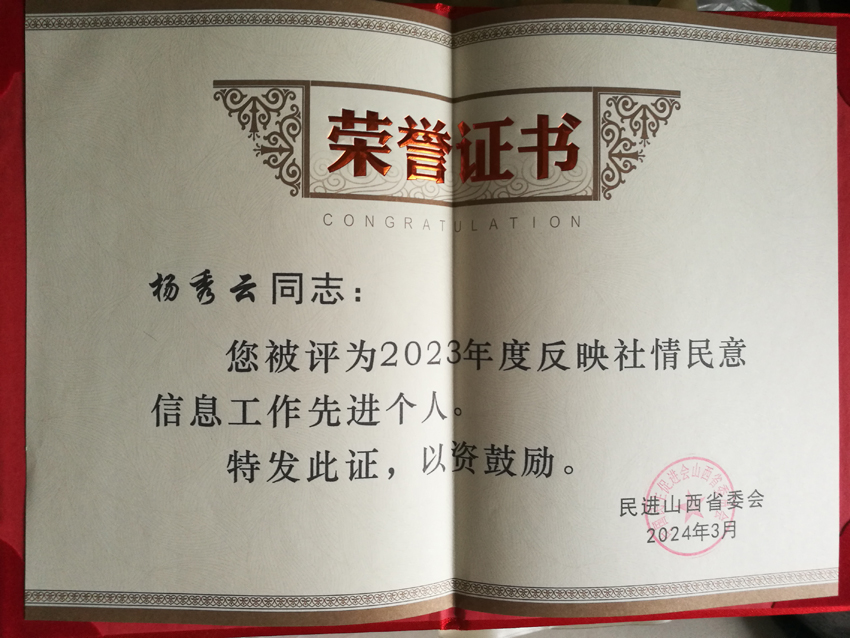 荣誉证书
CONGRATULATION
杨秀云同志：
您被评为2023年度反映社情民意
信息工作先进个人。
特发此证，以资鼓励。
民进山西省委会
2024年3月